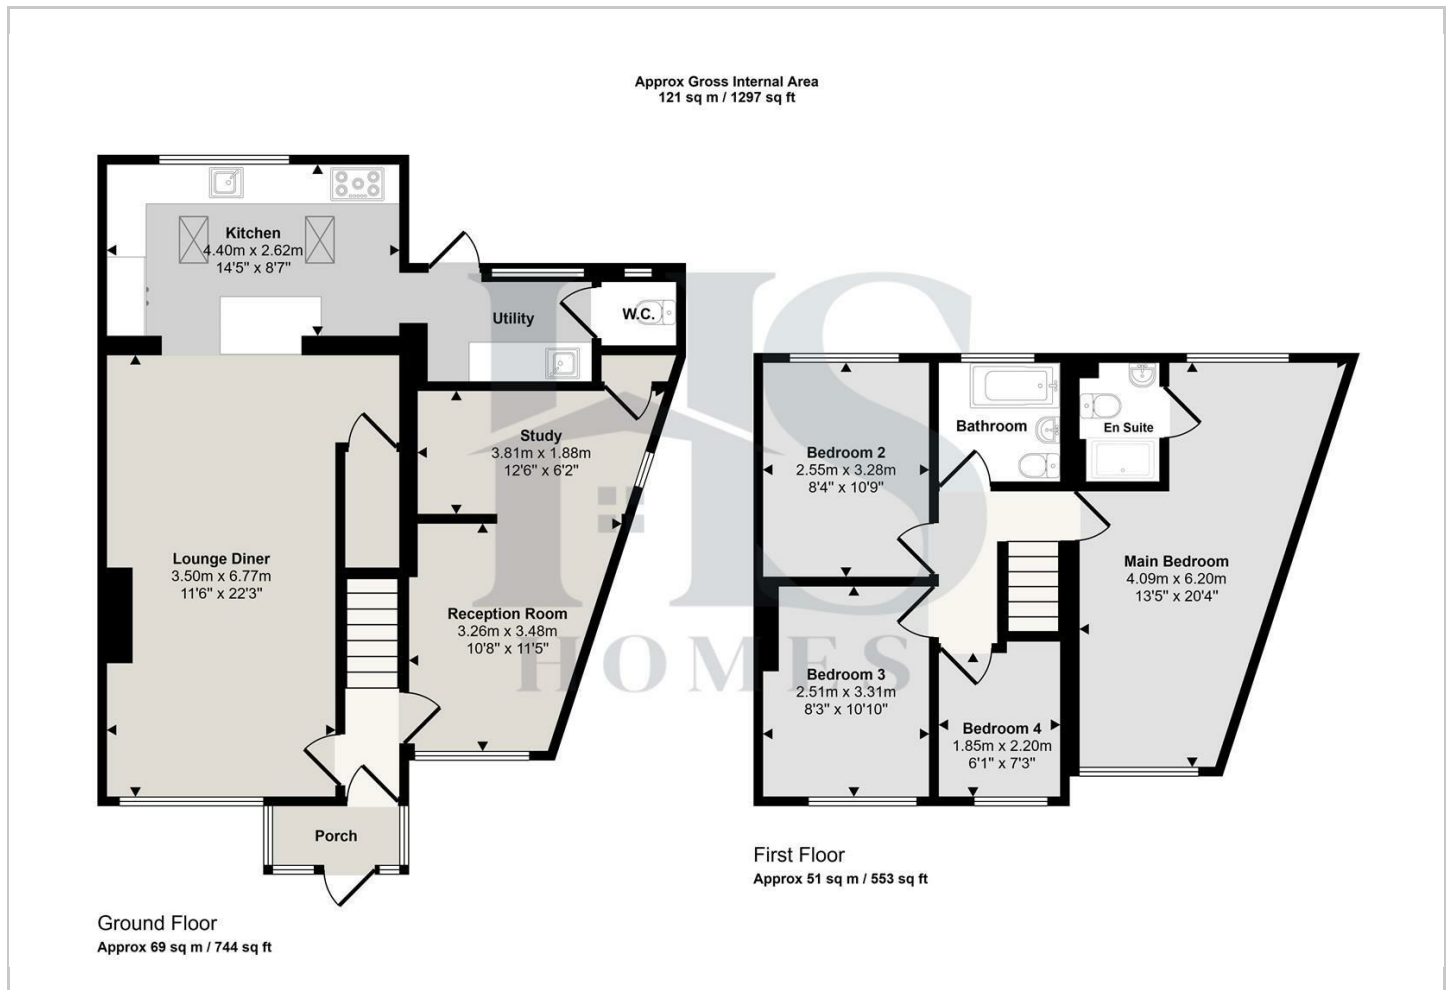 Approx Gross Internal Area
121 sq m / 1297 sq ft
Kitchen
4.40m x 2.62m
14'5" x 8'7"
Utility
W.C.
Study
3.81m x 1.88m
12'6" x 6'2"
Lounge Diner
3.50m x 6.77m
11'6" x 22'3"
Reception Room
3.26m x 3.48m
10'8" x 11'5"
Porch
Ground Floor
Approx 69 sq m / 744 sq ft
Bedroom 2
2.55m x 3.28m
8'4" x 10'9"
Bathroom
En Suite
Main Bedroom
4.09m x 6.20m
13'5" x 20'4"
Bedroom 3
2.51m x 3.31m
8'3" x 10'10"
Bedroom 4
1.85m x 2.20m
6'1" x 7'3"
First Floor
Approx 51 sq m / 553 sq ft
HS
HOMES